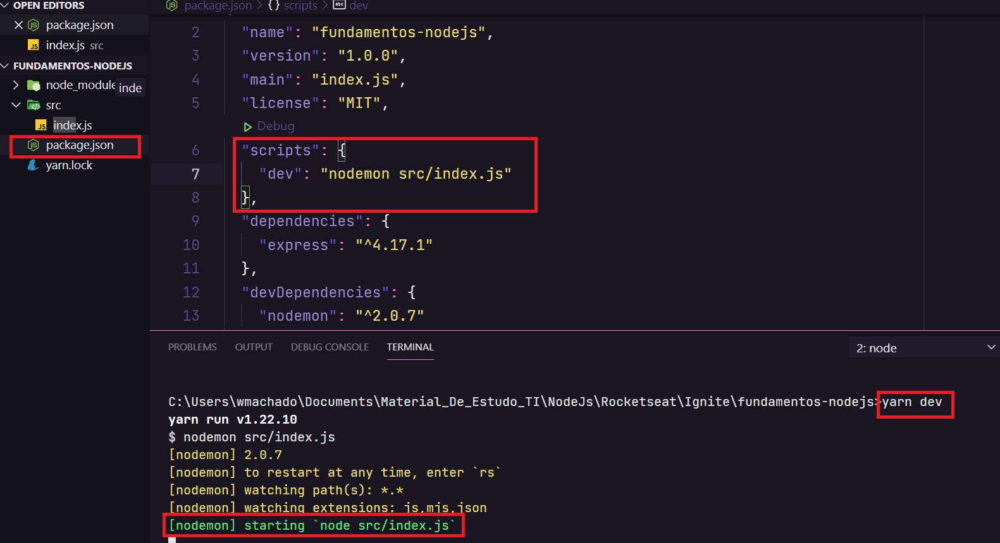 OPEN EDITORS
package.json
index.js src
FUNDAMENTOS-NODEJS
node_module
inde
src
index.js
package.json
yarn.lock
package.json > {} scripts > abc dev
2 "name": "fundamentos-nodejs",
3 "version": "1.0.0",
4 "main": "index.js",
5 "license": "MIT",
Debug
6 "scripts": {
7 "dev": "nodemon src/index.js"
8 },
9 "dependencies": {
10 "express": "^4.17.1"
11 },
12 "devDependencies": {
13 "nodemon": "^2.0.7"
PROBLEMS OUTPUT DEBUG CONSOLE TERMINAL 2: node
C:\Users\wmachado\Documents\Material_De_Estudo_TI\NodeJs\Rocketseat\Ignite\fundamentos-nodejs>yarn dev
yarn run v1.22.10
$ nodemon src/index.js
[nodemon] 2.0.7
[nodemon] to restart at any time, enter `rs`
[nodemon] watching path(s): *.*
[nodemon] watching extensions: js,mjs,json
[nodemon] starting `node src/index.js`